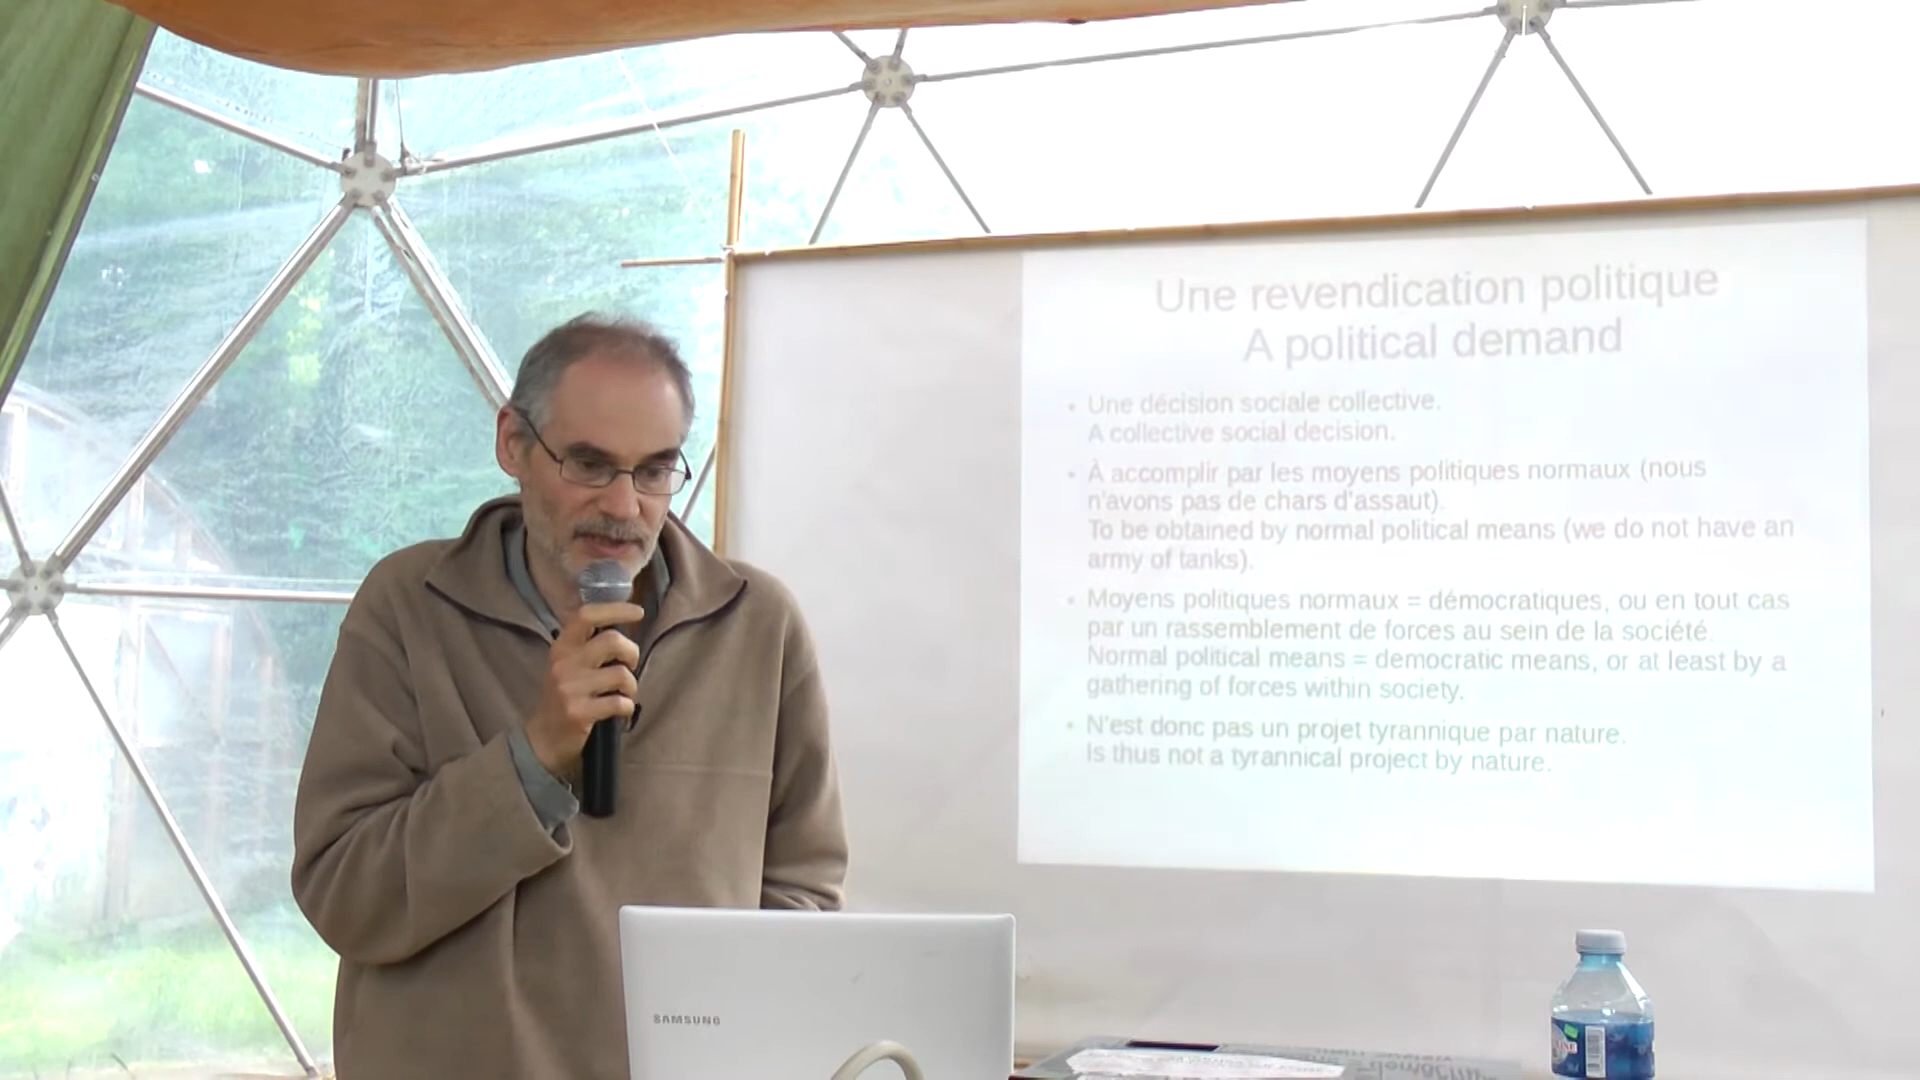 Une revendication politique
A political demand
• Une décision sociale collective.
A collective social decision.
• À accomplir par les moyens politiques normaux (nous
n'avons pas de chars d'assaut).
To be obtained by normal political means (we do not have an
army of tanks).
• Moyens politiques normaux = démocratiques, ou en tout cas
par un rassemblement de forces au sein de la société.
Normal political means = democratic means, or at least by a
gathering of forces within society.
• N'est donc pas un projet tyrannique par nature.
Is thus not a tyrannical project by nature.
SAMSUNG